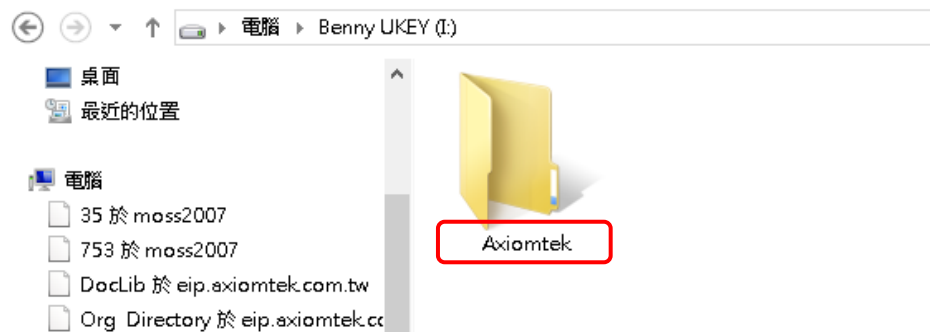 電腦 Benny UKEY (I:)
桌面
最近的位置
電腦
35 於 moss2007
753 於 moss2007
DocLib 於 eip.axiomtek.com.tw
Org Directory 於 eip.axiomtek.cc
Axiomtek